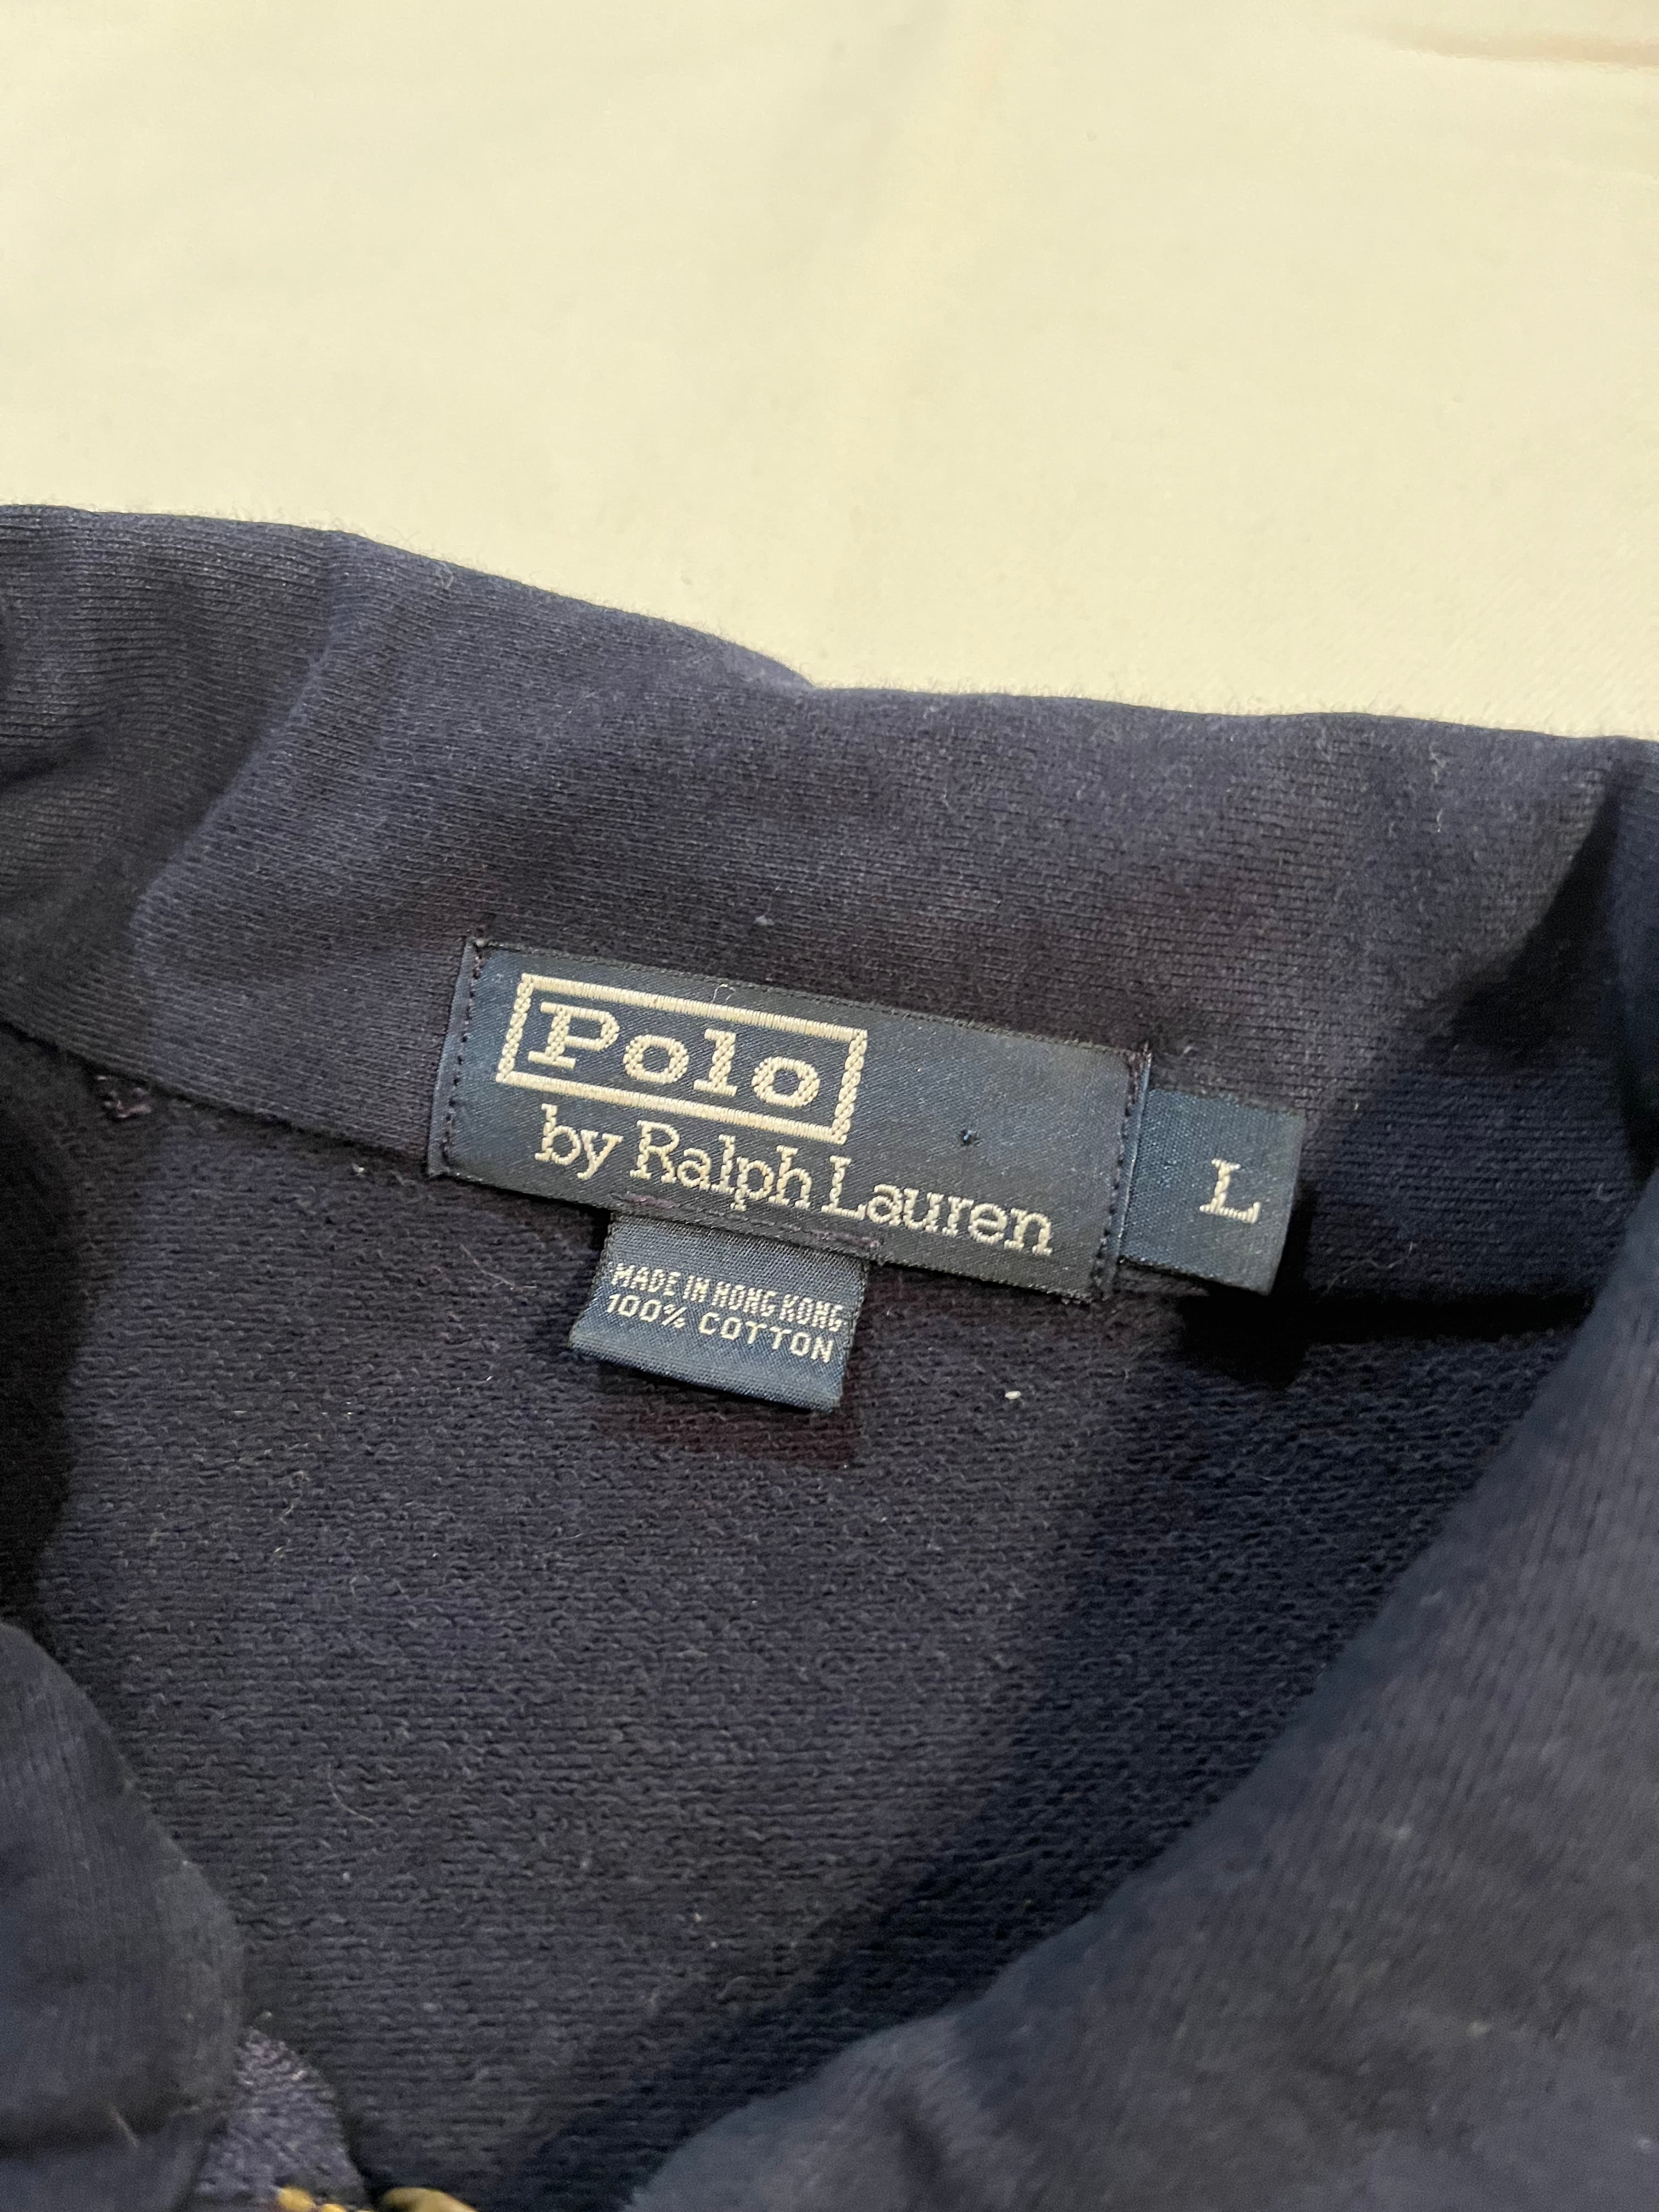 Polo
by Ralph Lauren
L
MADE IN HONG KONG
100% COTTON